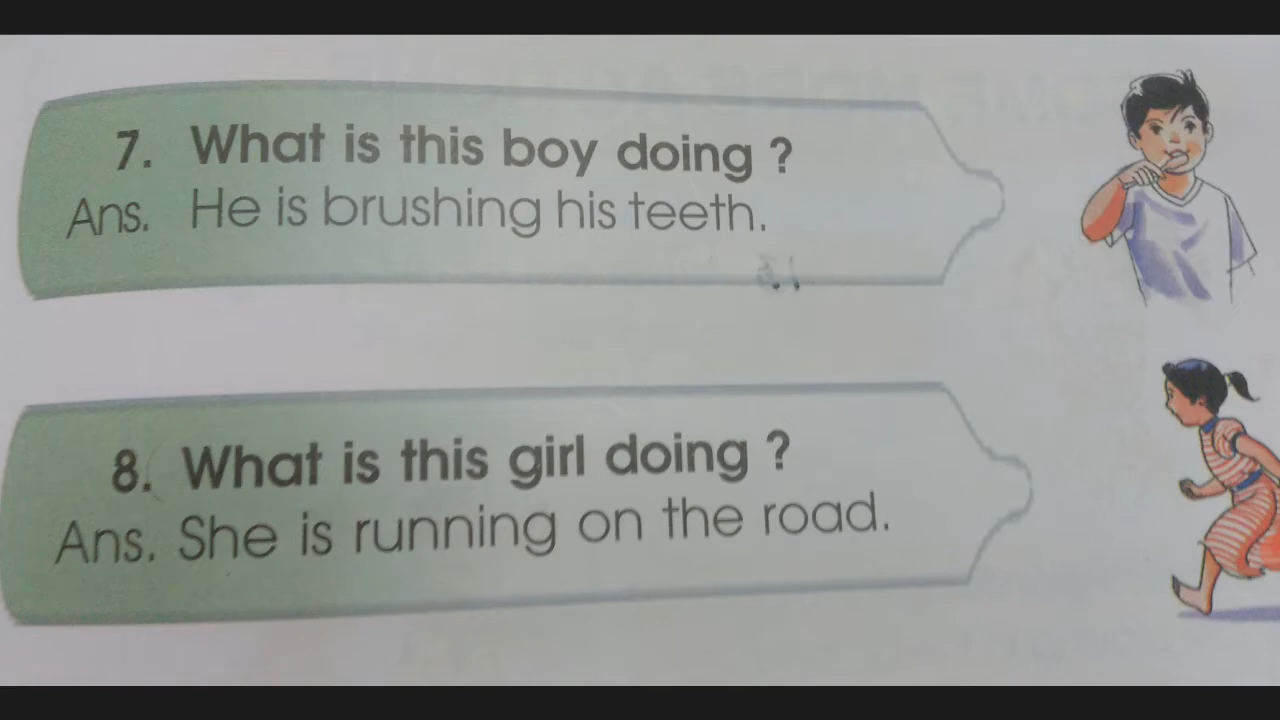 7. What is this boy doing ?
Ans. He is brushing his teeth.
8. What is this girl doing ?
Ans. She is running on the road.